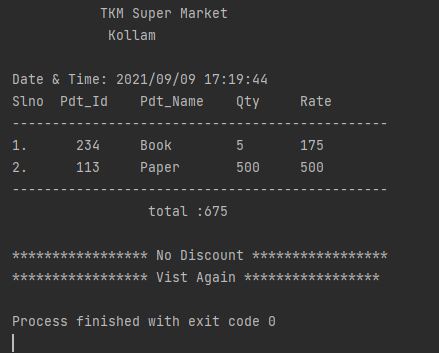 TKM Super Market
Kollam
Date & Time: 2021/09/09 17:19:44
Slno Pdt_Id Pdt_Name Qty Rate
-----------------------------------------------
1. 234 Book 5 175
2. 113 Paper 500 500
-----------------------------------------------
total :675
***************** No Discount *****************
***************** Vist Again *****************
Process finished with exit code 0